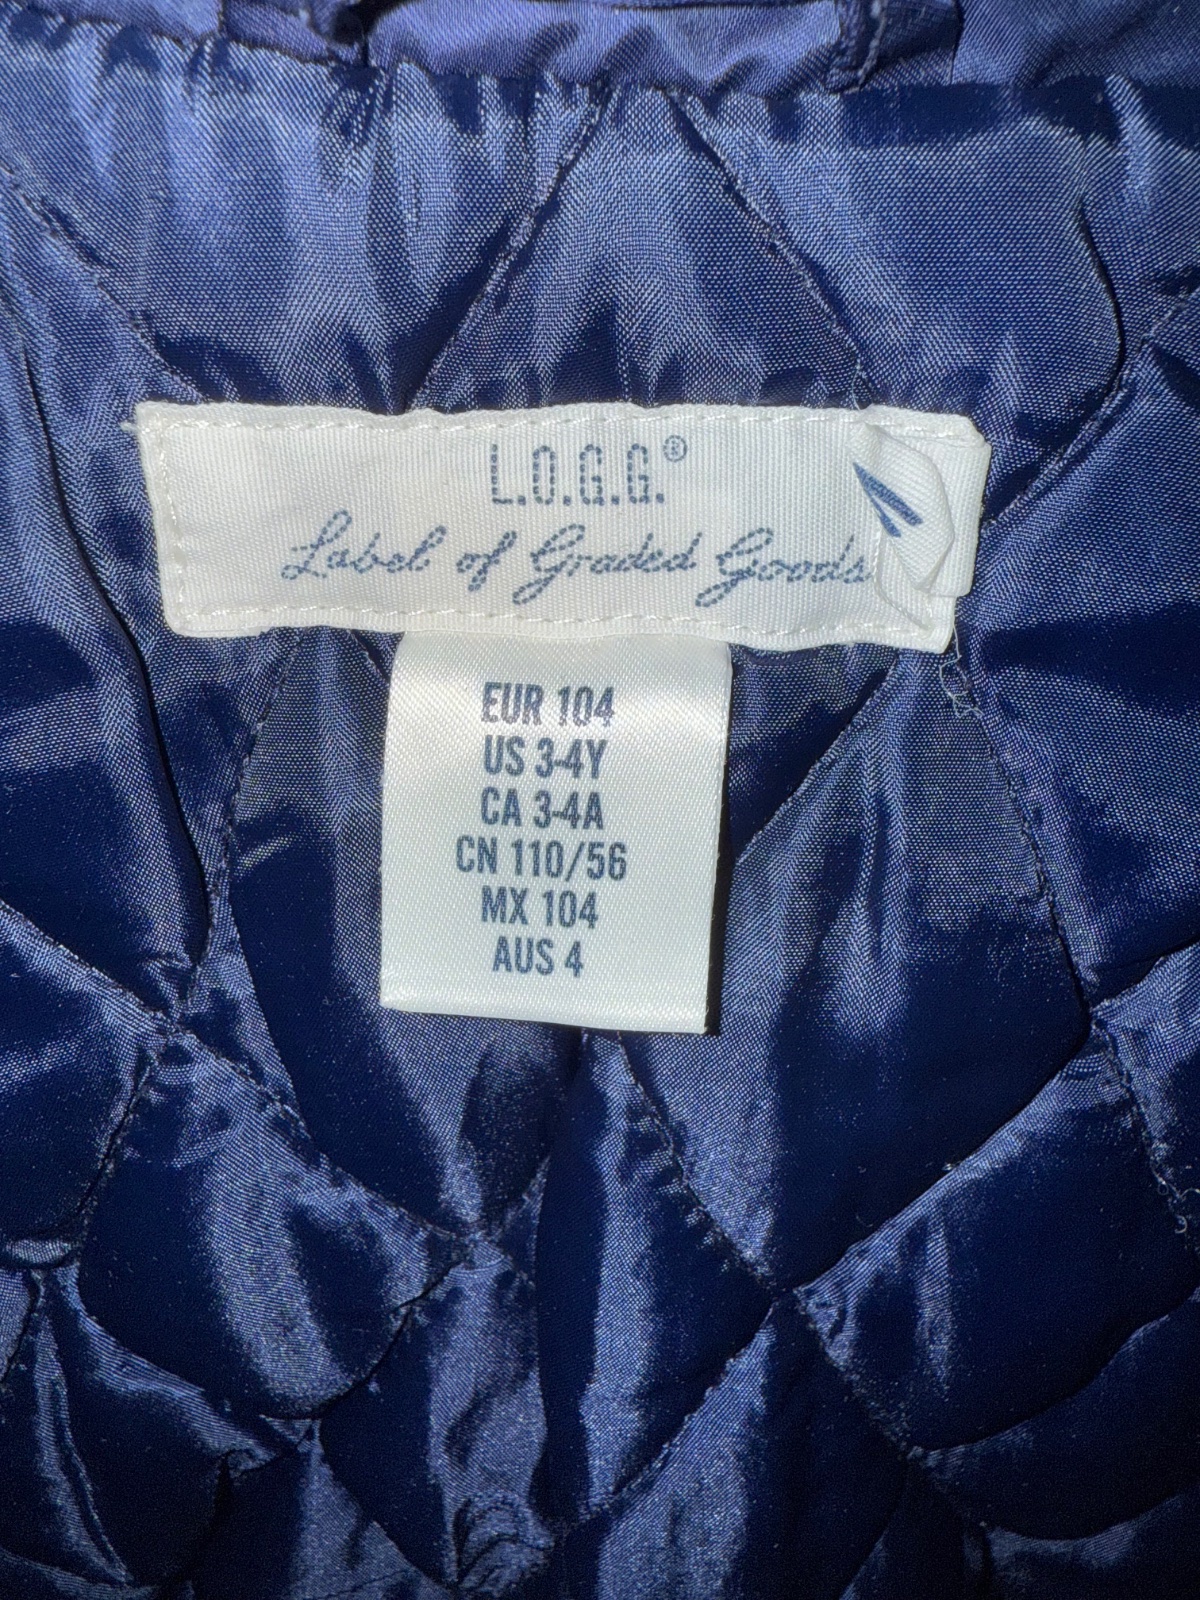 L.O.G.G.®
Label of Graded Goods
EUR 104
US 3-4Y
CA 3-4A
CN 110/56
MX 104
AUS 4